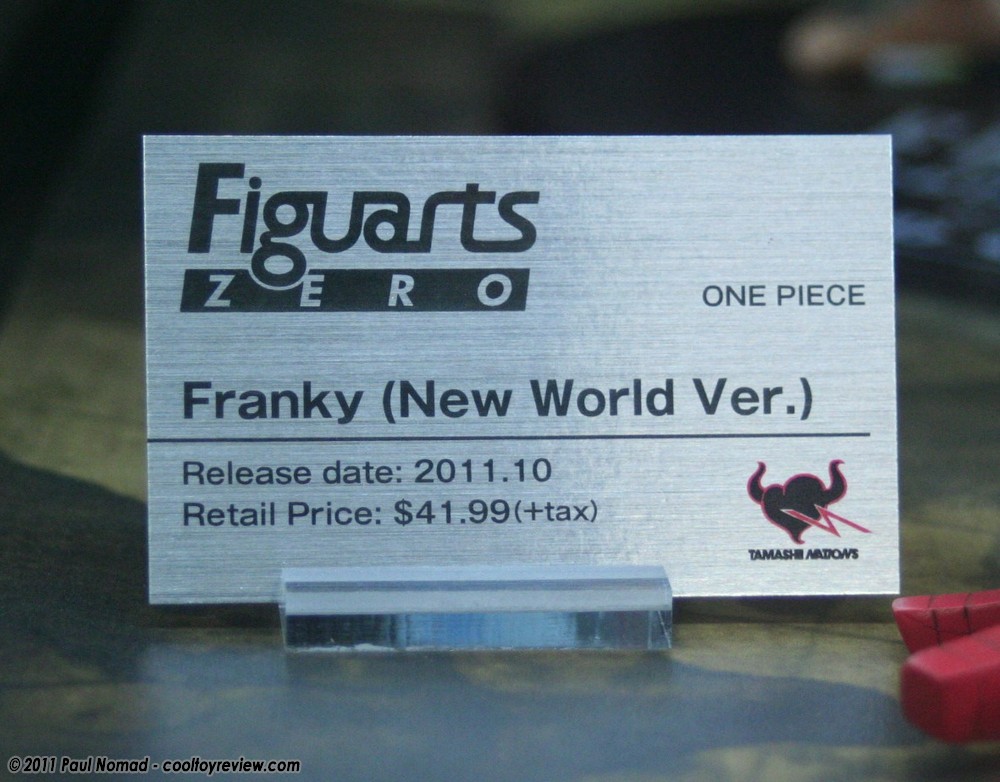 Figuarts
ZERO
ONE PIECE
Franky (New World Ver.)
Release date: 2011.10
Retail Price: $41.99(+tax)
TAMASHII NATIONS
©2011 Paul Nomad - cooltoyreview.com